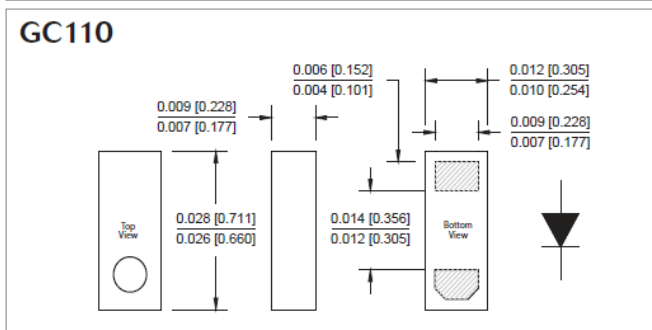 GC110
0.006 [0.152]
0.004 [0.101]
0.012 [0.305]
0.010 [0.254]
0.009 [0.228]
0.007 [0.177]
0.009 [0.228]
0.007 [0.177]
Top
View
0.028 [0.711]
0.026 [0.660]
0.014 [0.356]
0.012 [0.305]
Bottom
View